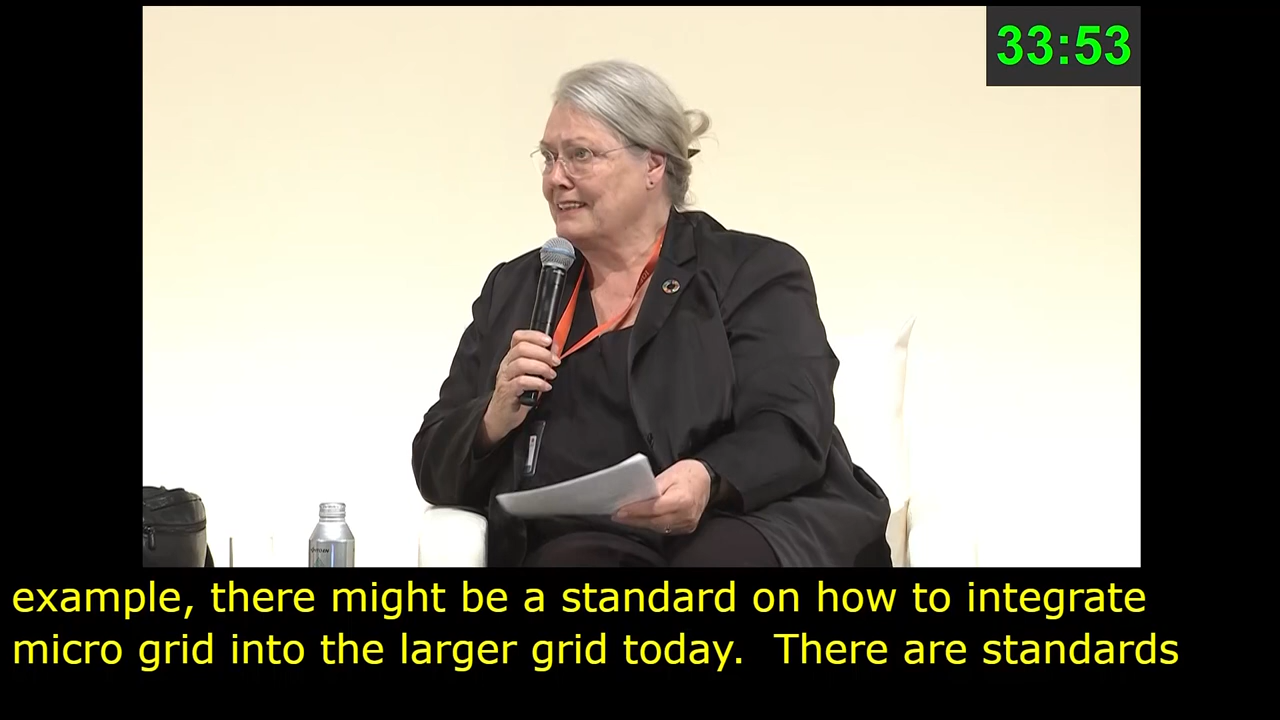 33:53
example, there might be a standard on how to integrate
micro grid into the larger grid today.  There are standards